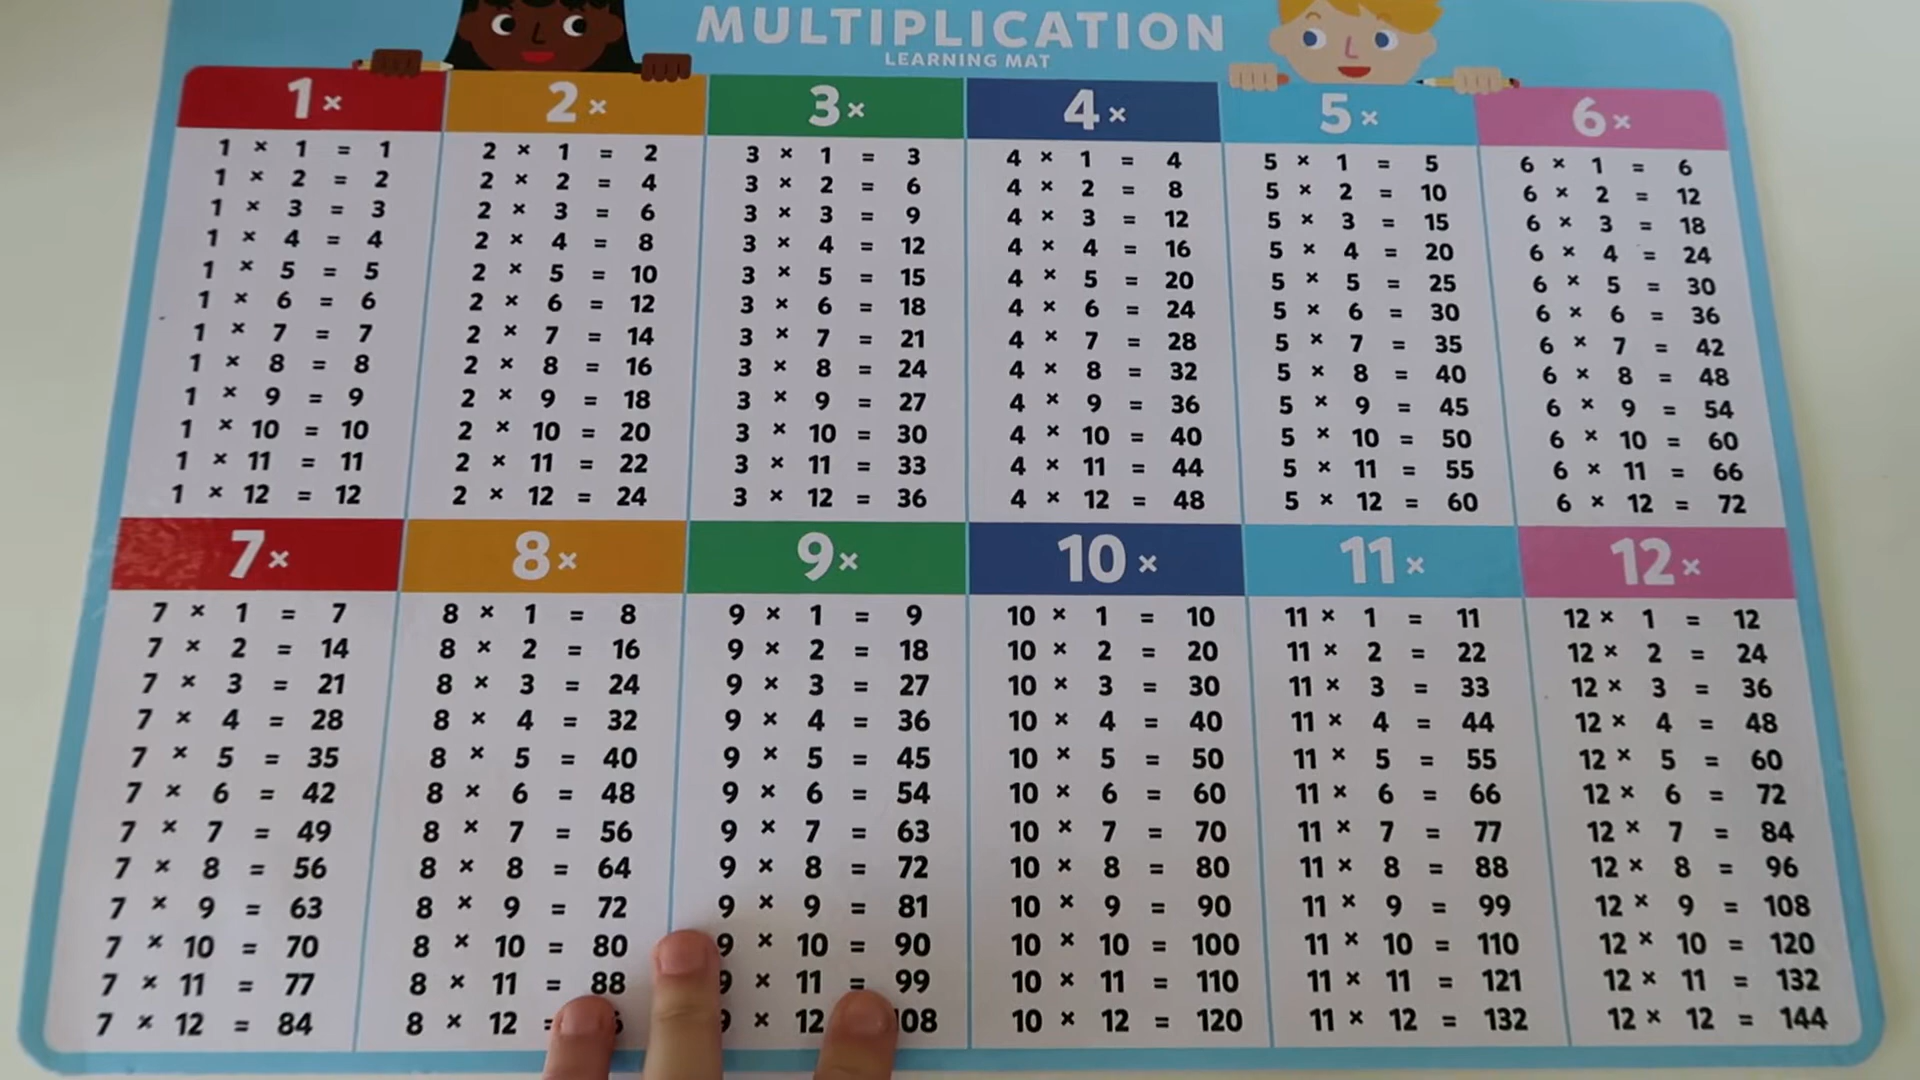 MULTIPLICATION
LEARNING MAT
1×
1 × 1 = 1
1 × 2 = 2
1 × 3 = 3
1 × 4 = 4
1 × 5 = 5
1 × 6 = 6
1 × 7 = 7
1 × 8 = 8
1 × 9 = 9
1 × 10 = 10
1 × 11 = 11
1 × 12 = 12
2×
2 × 1 = 2
2 × 2 = 4
2 × 3 = 6
2 × 4 = 8
2 × 5 = 10
2 × 6 = 12
2 × 7 = 14
2 × 8 = 16
2 × 9 = 18
2 × 10 = 20
2 × 11 = 22
2 × 12 = 24
3×
3 × 1 = 3
3 × 2 = 6
3 × 3 = 9
3 × 4 = 12
3 × 5 = 15
3 × 6 = 18
3 × 7 = 21
3 × 8 = 24
3 × 9 = 27
3 × 10 = 30
3 × 11 = 33
3 × 12 = 36
4×
4 × 1 = 4
4 × 2 = 8
4 × 3 = 12
4 × 4 = 16
4 × 5 = 20
4 × 6 = 24
4 × 7 = 28
4 × 8 = 32
4 × 9 = 36
4 × 10 = 40
4 × 11 = 44
4 × 12 = 48
5×
5 × 1 = 5
5 × 2 = 10
5 × 3 = 15
5 × 4 = 20
5 × 5 = 25
5 × 6 = 30
5 × 7 = 35
5 × 8 = 40
5 × 9 = 45
5 × 10 = 50
5 × 11 = 55
5 × 12 = 60
6×
6 × 1 = 6
6 × 2 = 12
6 × 3 = 18
6 × 4 = 24
6 × 5 = 30
6 × 6 = 36
6 × 7 = 42
6 × 8 = 48
6 × 9 = 54
6 × 10 = 60
6 × 11 = 66
6 × 12 = 72
7×
7 × 1 = 7
7 × 2 = 14
7 × 3 = 21
7 × 4 = 28
7 × 5 = 35
7 × 6 = 42
7 × 7 = 49
7 × 8 = 56
7 × 9 = 63
7 × 10 = 70
7 × 11 = 77
7 × 12 = 84
8×
8 × 1 = 8
8 × 2 = 16
8 × 3 = 24
8 × 4 = 32
8 × 5 = 40
8 × 6 = 48
8 × 7 = 56
8 × 8 = 64
8 × 9 = 72
8 × 10 = 80
8 × 11 = 88
8 × 12 =
9×
9 × 1 = 9
9 × 2 = 18
9 × 3 = 27
9 × 4 = 36
9 × 5 = 45
9 × 6 = 54
9 × 7 = 63
9 × 8 = 72
9 × 9 = 81
9 × 10 = 90
9 × 11 = 99
9 × 12 108
10×
10 × 1 = 10
10 × 2 = 20
10 × 3 = 30
10 × 4 = 40
10 × 5 = 50
10 × 6 = 60
10 × 7 = 70
10 × 8 = 80
10 × 9 = 90
10 × 10 = 100
10 × 11 = 110
10 × 12 = 120
11×
11 × 1 = 11
11 × 2 = 22
11 × 3 = 33
11 × 4 = 44
11 × 5 = 55
11 × 6 = 66
11 × 7 = 77
11 × 8 = 88
11 × 9 = 99
11 × 10 = 110
11 × 11 = 121
11 × 12 = 132
12×
12 × 1 = 12
12 × 2 = 24
12 × 3 = 36
12 × 4 = 48
12 × 5 = 60
12 × 6 = 72
12 × 7 = 84
12 × 8 = 96
12 × 9 = 108
12 × 10 = 120
12 × 11 = 132
12 × 12 = 144